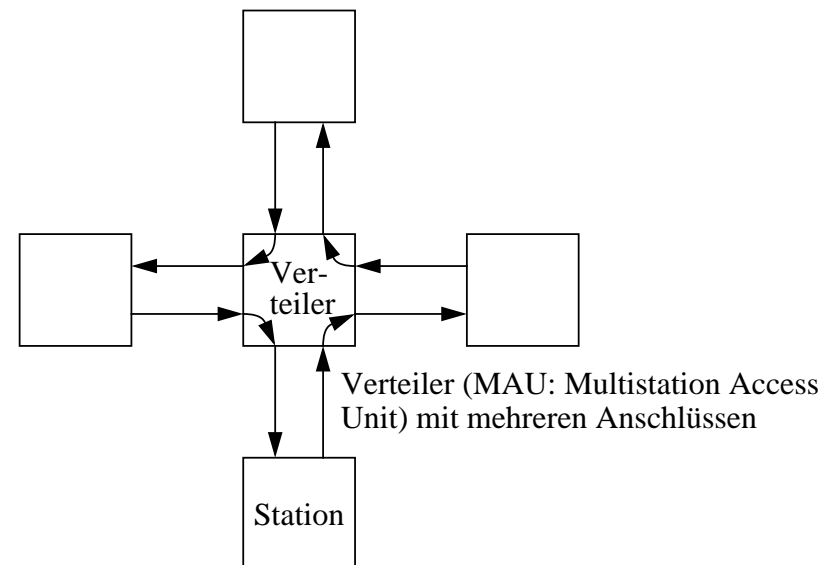 Ver-
teiler
Verteiler (MAU: Multistation Access
Unit) mit mehreren Anschlüssen
Station